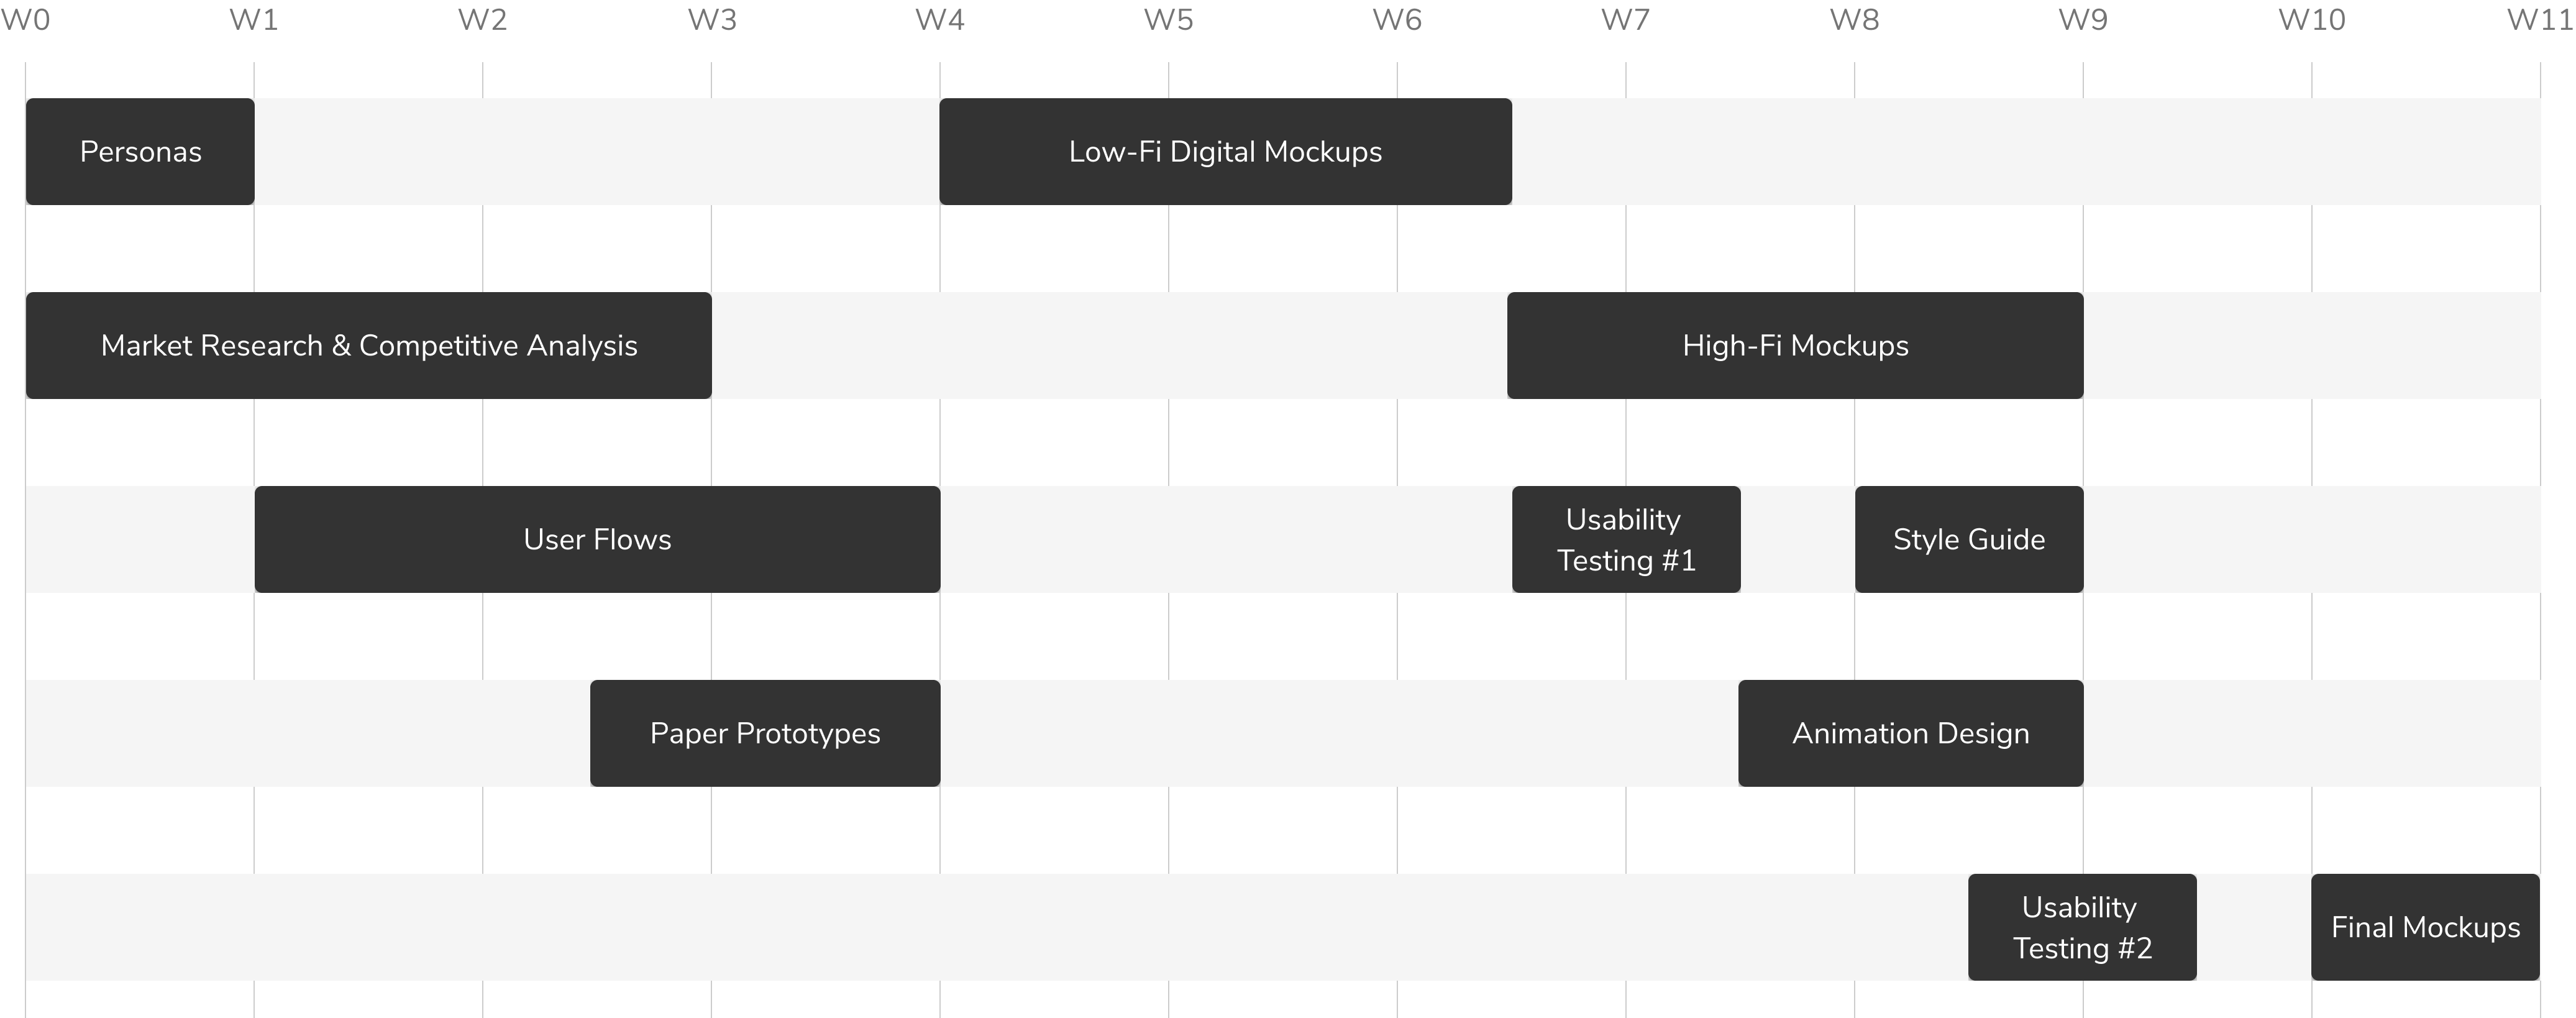 W0 W1 W2 W3 W4 W5 W6 W7 W8 W9 W10 W11
Personas
Low-Fi Digital Mockups
Market Research & Competitive Analysis
High-Fi Mockups
User Flows
Usability
Testing #1
Style Guide
Paper Prototypes
Animation Design
Usability
Testing #2
Final Mockups